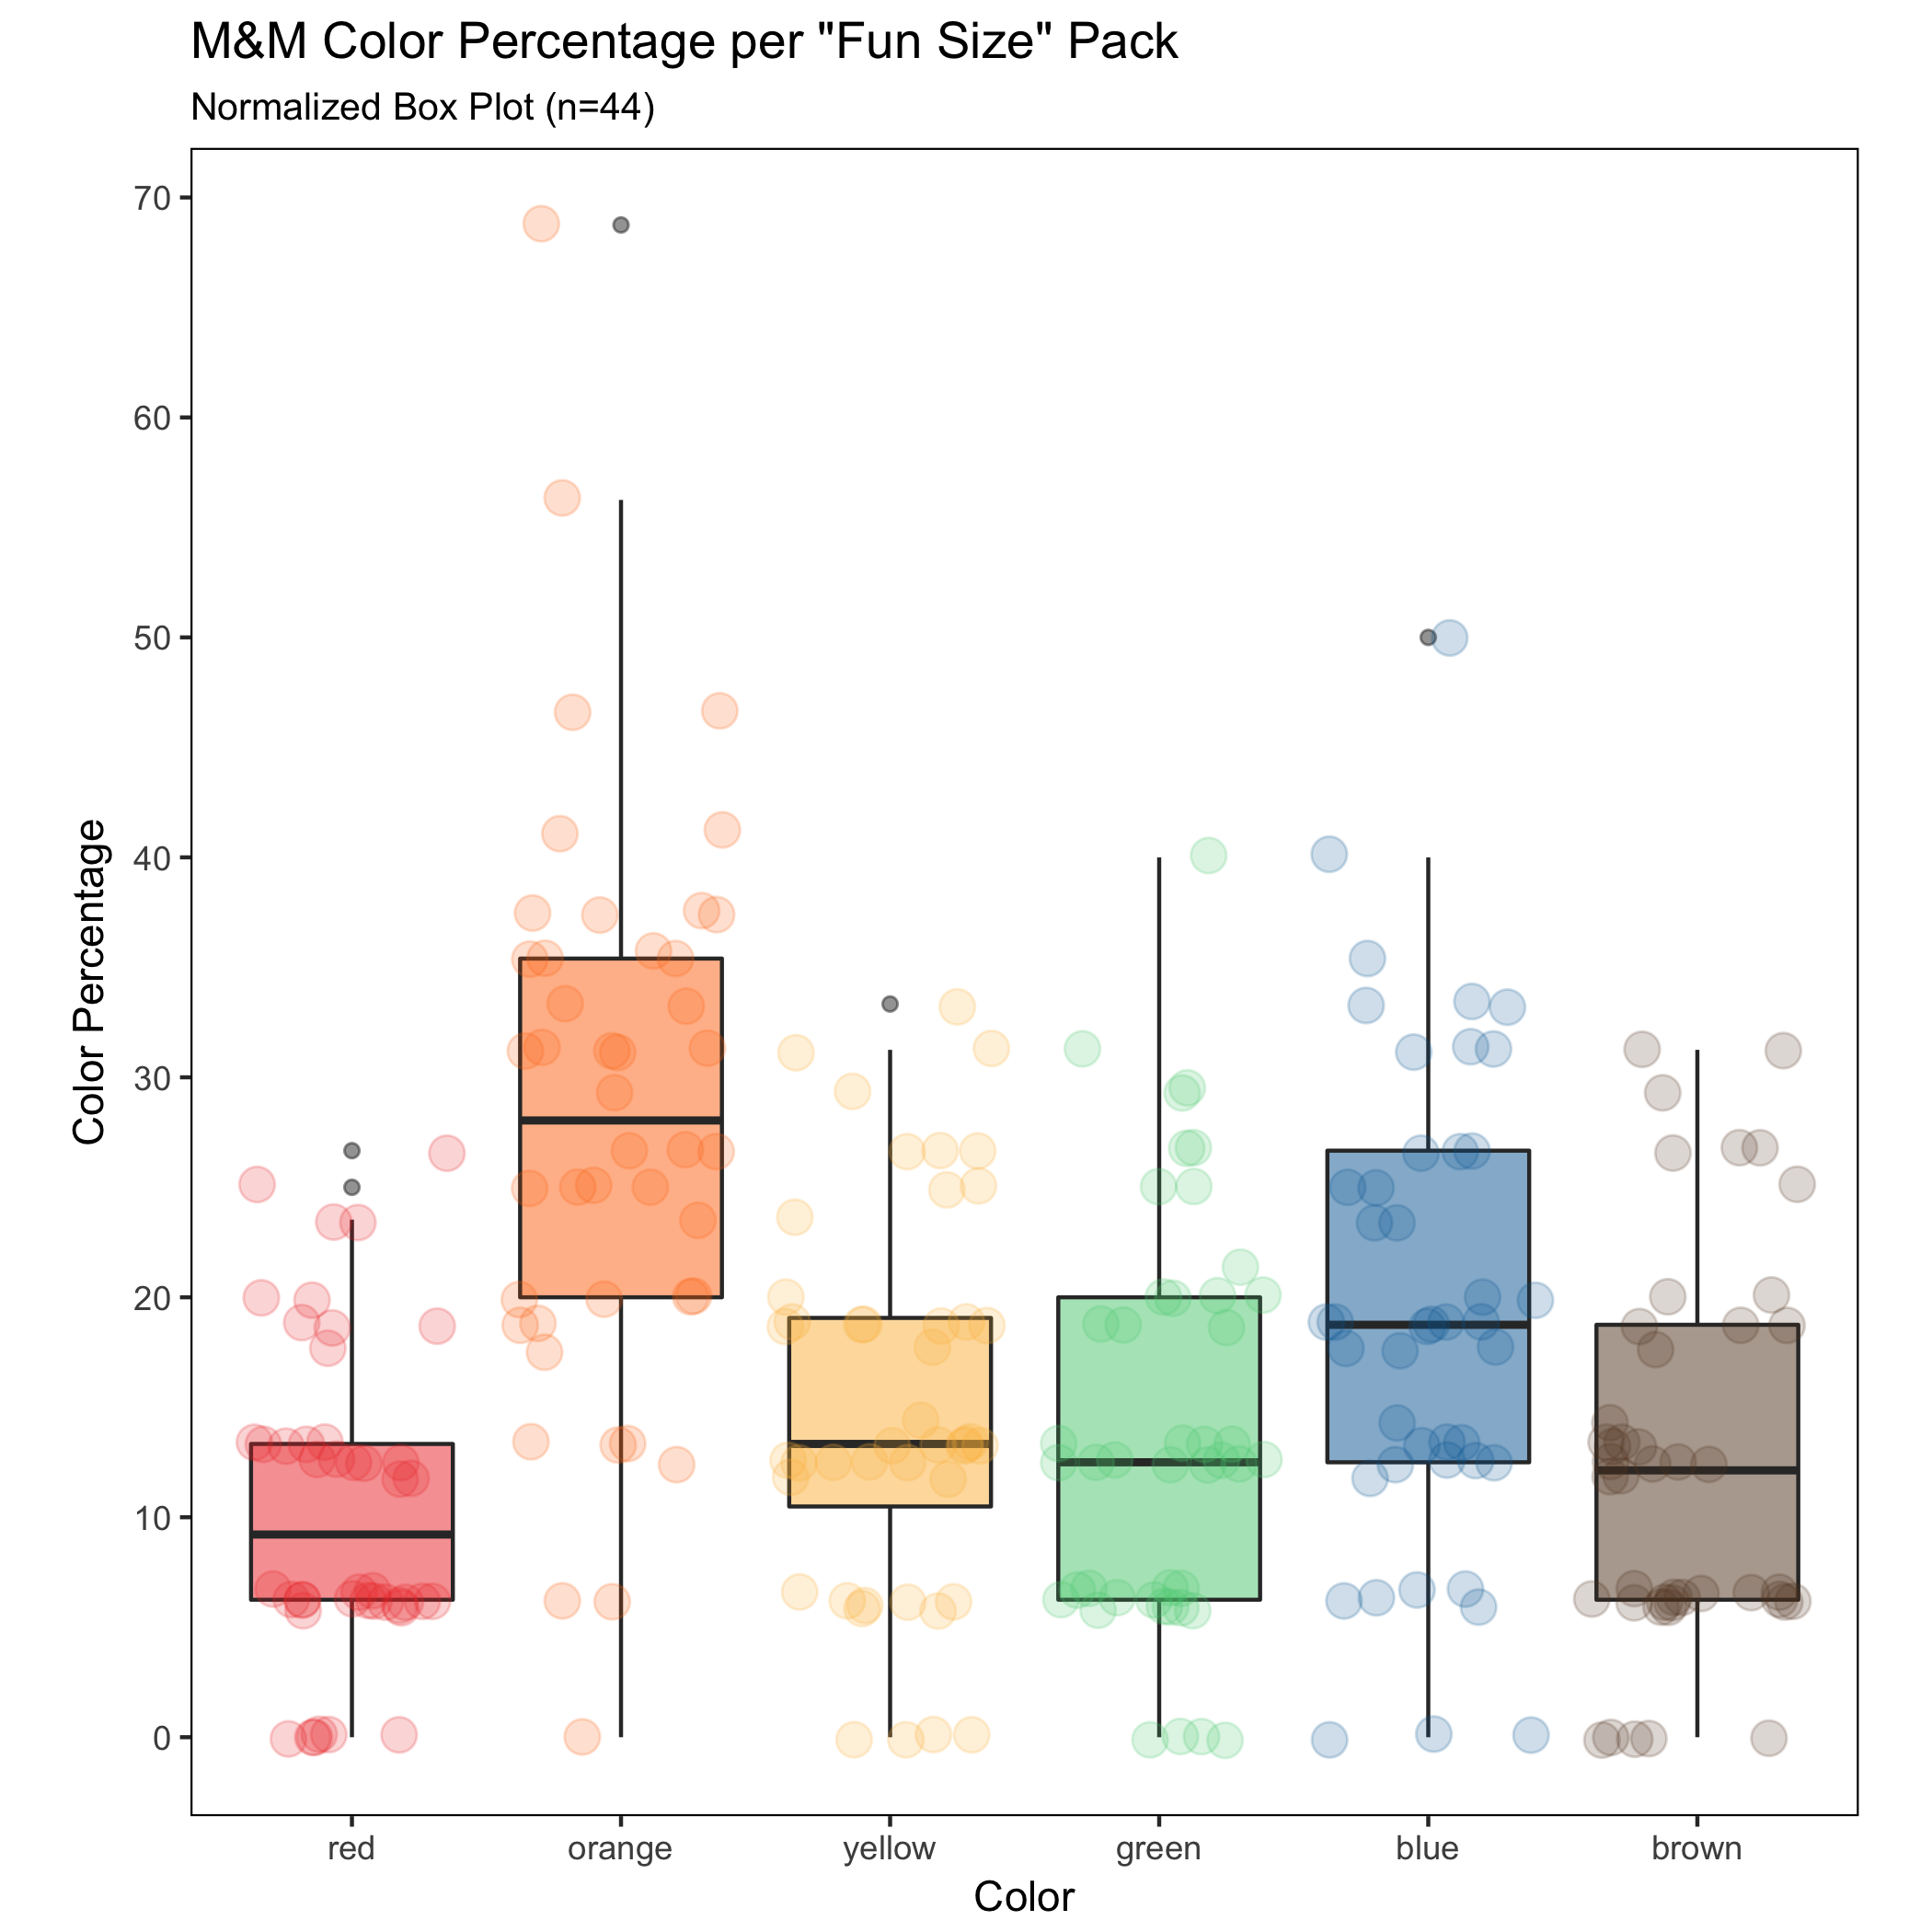 M&M Color Percentage per "Fun Size" Pack
Normalized Box Plot (n=44)
Color Percentage
70
60
50
40
30
20
10
0
red orange yellow green blue brown
Color